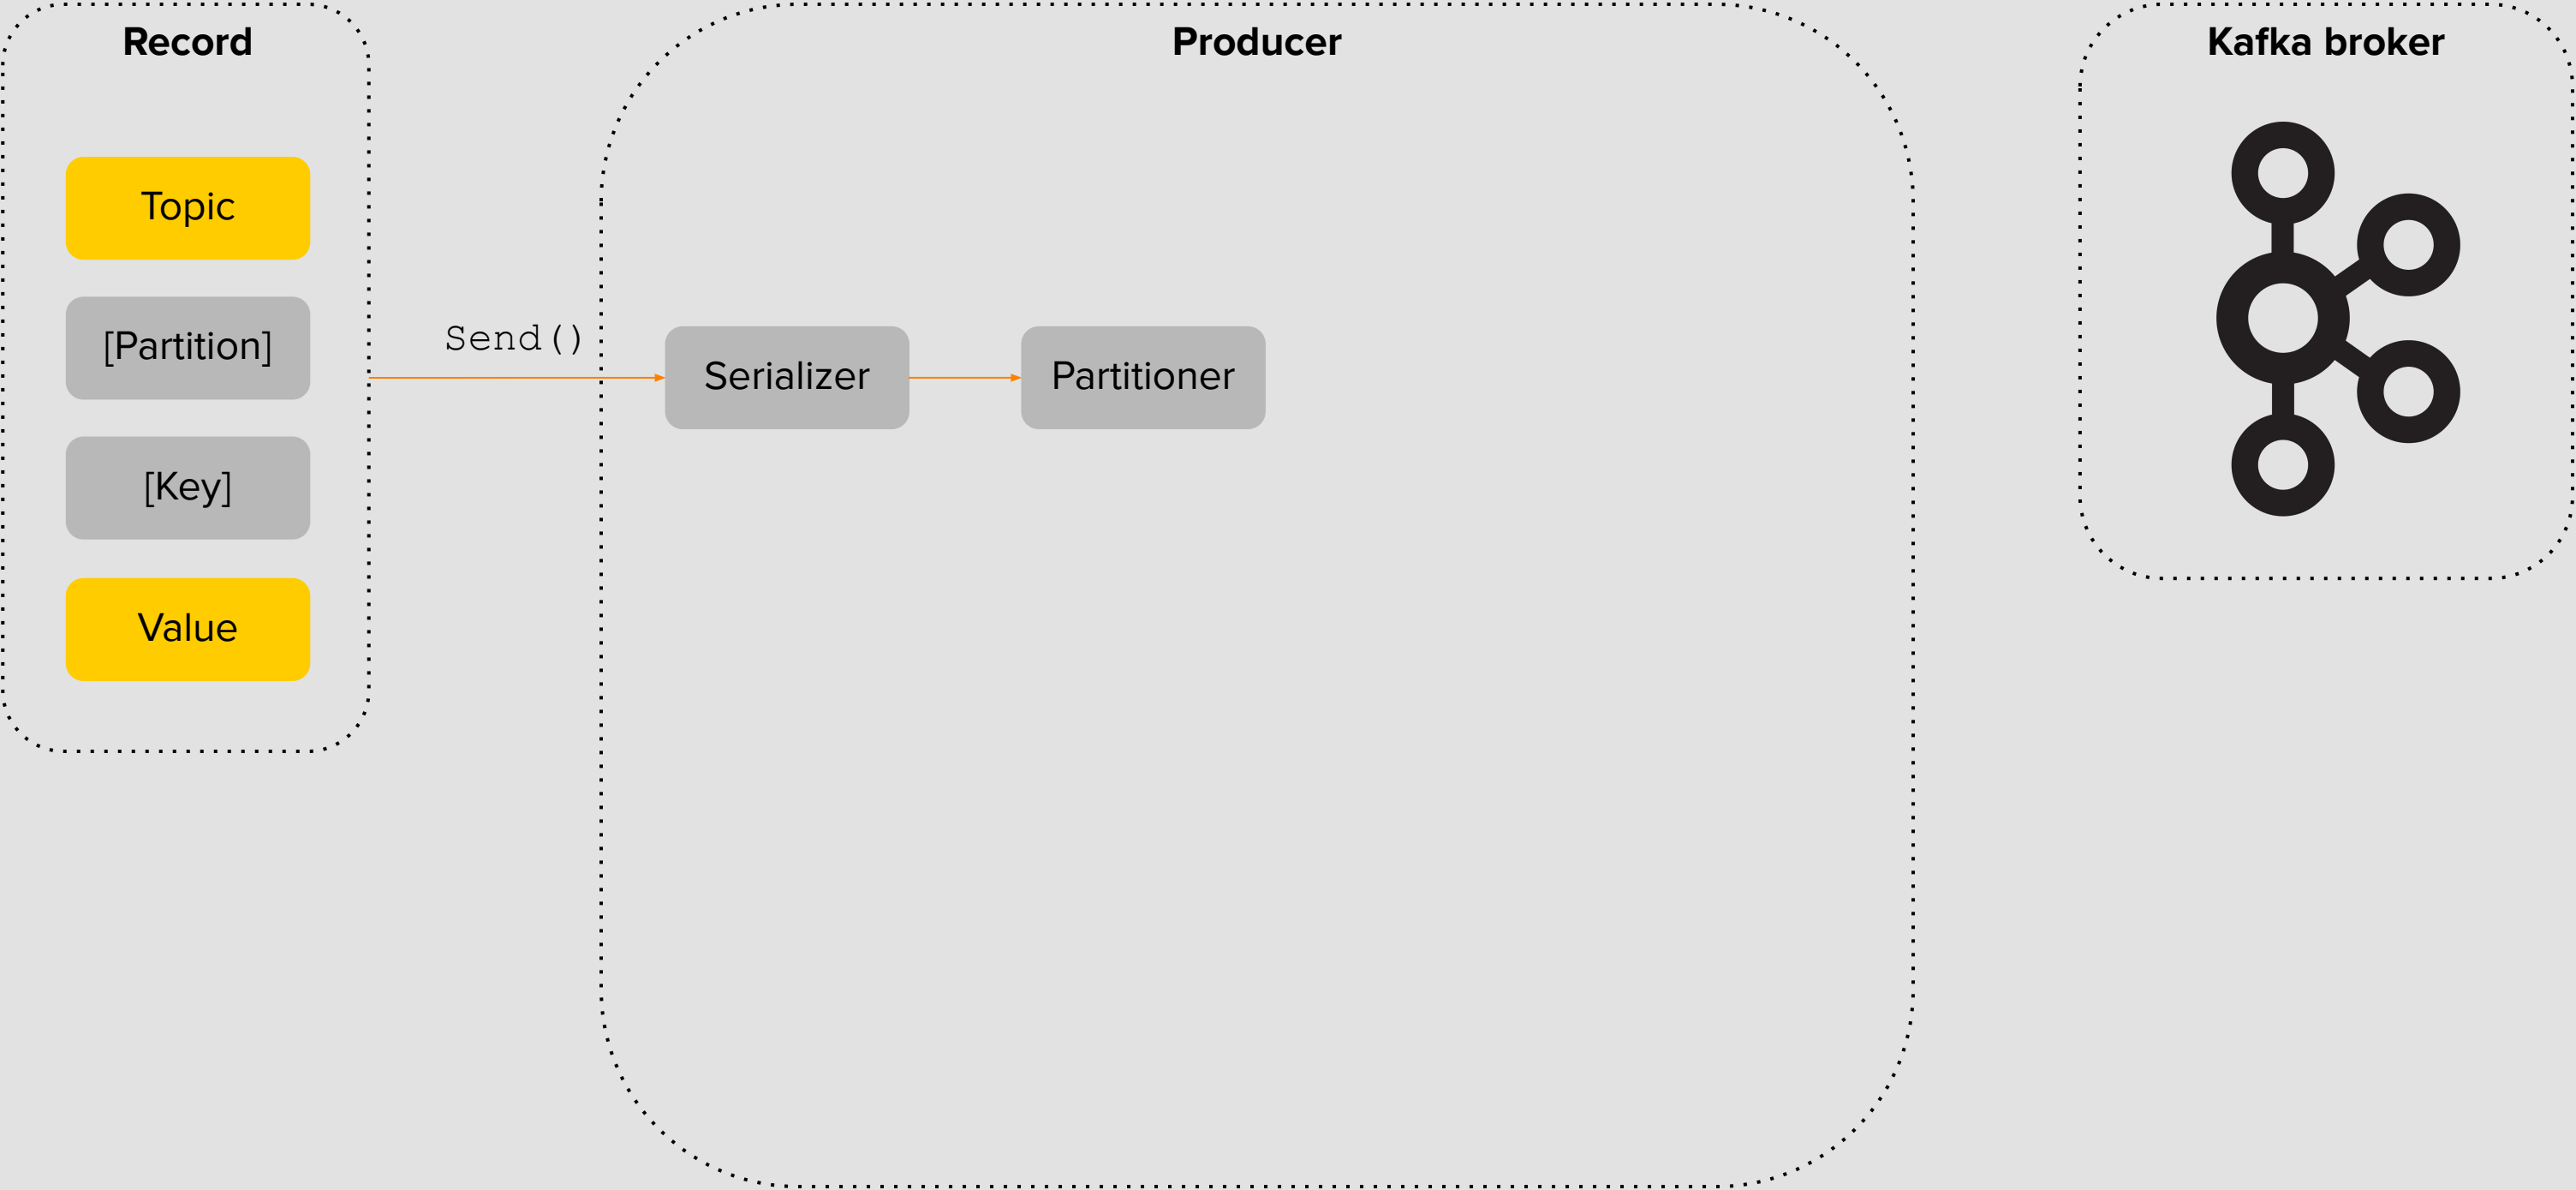 Record
Topic
[Partition]
[Key]
Value
Send()
Producer
Serializer
Partitioner
Kafka broker